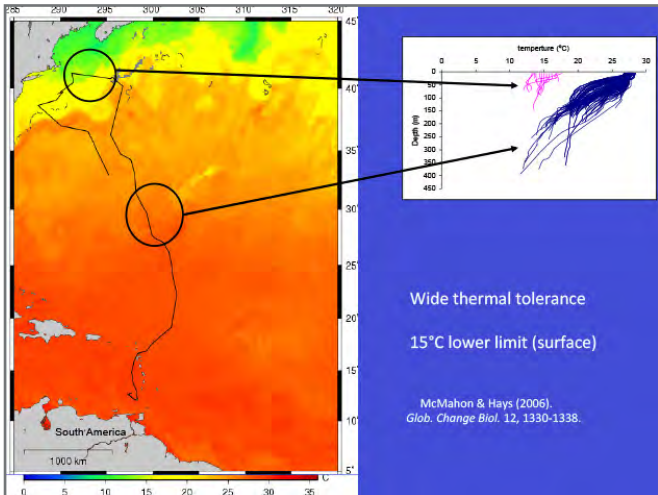 285 290 295 300 305 310 315 320
45°
40°
35°
30°
25°
20°
15°
10°
5°
South America
1000 km
C
0 5 10 15 20 25 30 35
temperture (°C)
0 5 10 15 20 25 30
0
50
100
150
200
250
300
350
400
450
Depth (m)
Wide thermal tolerance
15°C lower limit (surface)
McMahon & Hays (2006).
Glob. Change Biol. 12, 1330-1338.